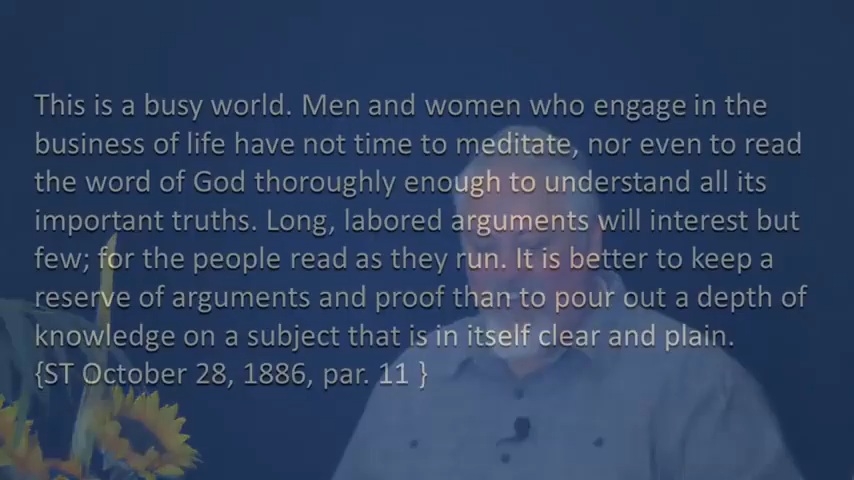 This is a busy world. Men and women who engage in the
business of life have not time to meditate, nor even to read
the word of God thoroughly enough to understand all its
important truths. Long, labored arguments will interest but
few; for the people read as they run. It is better to keep a
reserve of arguments and proof than to pour out a depth of
knowledge on a subject that is in itself clear and plain.
{ST October 28, 1886, par. 11 }